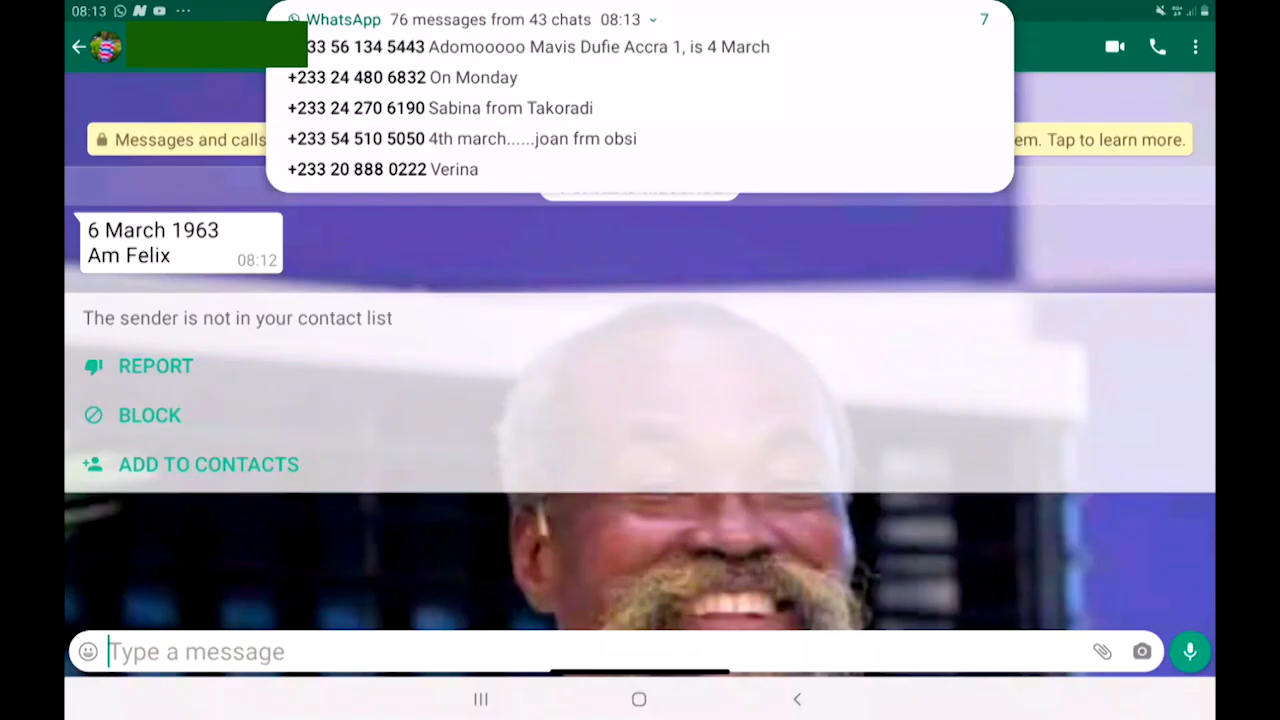 08:13 WhatsApp 76 messages from 43 chats 08:13 7
33 56 134 5443 Adomooooo Mavis Dufie Accra 1, is 4 March
+233 24 480 6832 On Monday
+233 24 270 6190 Sabina from Takoradi
+233 54 510 5050 4th march......joan frm obsi
+233 20 888 0222 Verina
Messages and calls em. Tap to learn more.
6 March 1963
Am Felix 08:12
The sender is not in your contact list
REPORT
BLOCK
ADD TO CONTACTS
Type a message